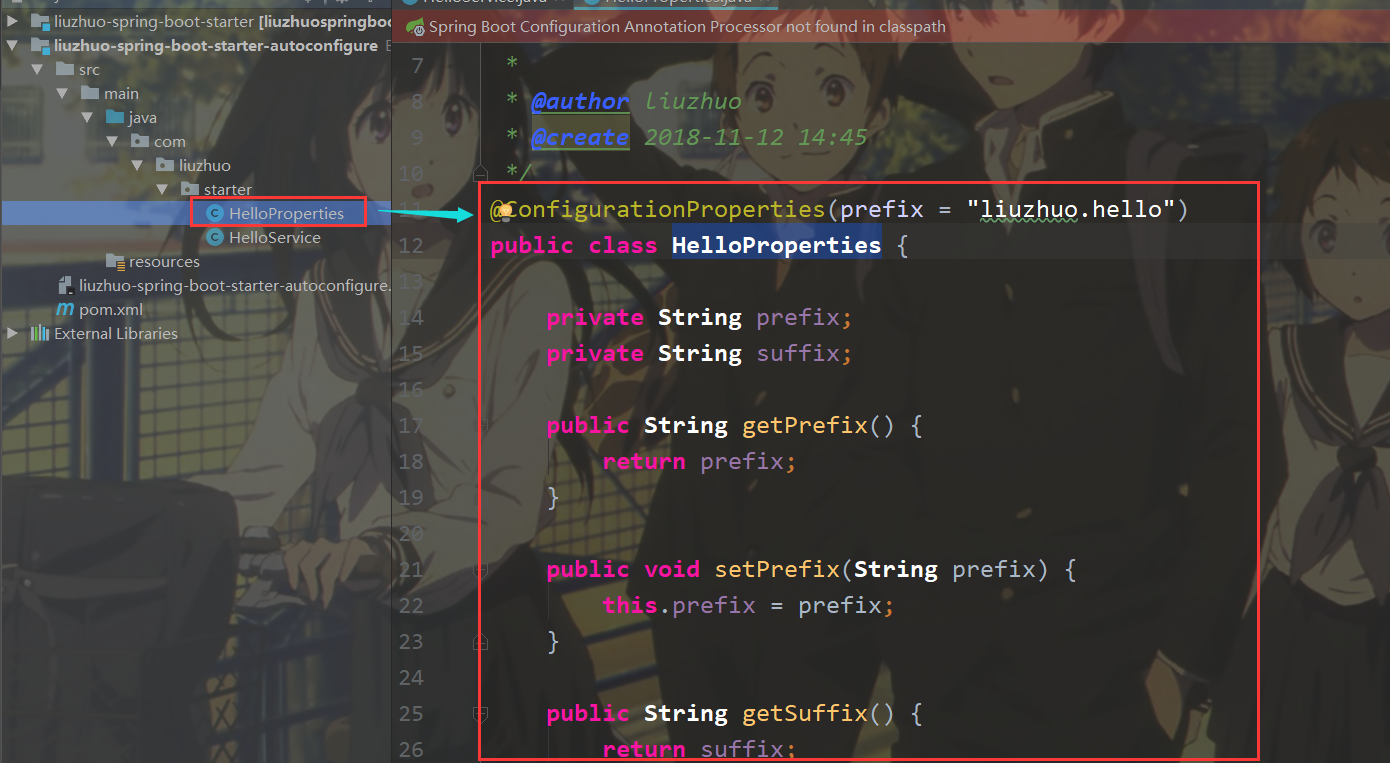 liuzhuo-spring-boot-starter [liuzhuospringboo
liuzhuo-spring-boot-starter-autoconfigure
src
main
java
com
liuzhuo
starter
HelloProperties
HelloService
resources
liuzhuo-spring-boot-starter-autoconfigure.
m pom.xml
External Libraries
HelloService.java
HelloProperties.java
Spring Boot Configuration Annotation Processor not found in classpath
7 *
8 * @author liuzhuo
9 * @create 2018-11-12 14:45
10 */
11 @ConfigurationProperties(prefix = "liuzhuo.hello")
12 public class HelloProperties {
13
14 private String prefix;
15 private String suffix;
16
17 public String getPrefix() {
18 return prefix;
19 }
20
21 public void setPrefix(String prefix) {
22 this.prefix = prefix;
23 }
24
25 public String getSuffix() {
26 return suffix;